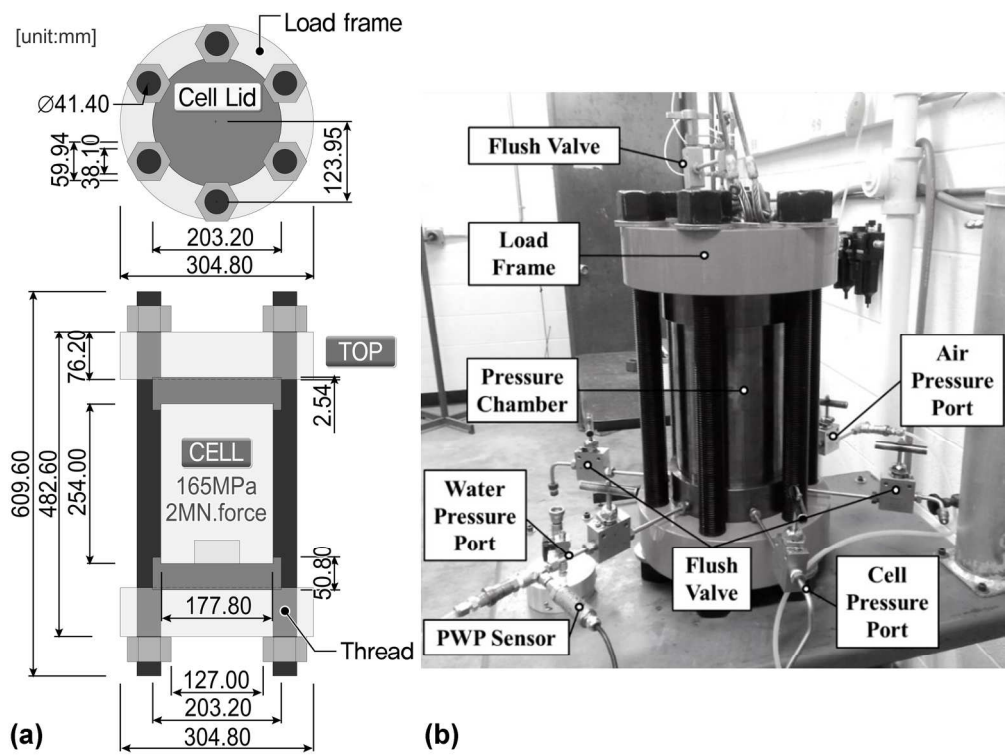 [unit:mm]
Load frame
Cell Lid
Ø41.40
59.94
38.10
123.95
203.20
304.80
76.20
TOP
2.54
CELL
165MPa
2MN.force
254.00
482.60
609.60
50.80
177.80
Thread
127.00
203.20
304.80
(a)
Flush Valve
Load
Frame
Pressure
Chamber
Air
Pressure
Port
Water
Pressure
Port
Flush
Valve
Cell
Pressure
Port
PWP Sensor
(b)